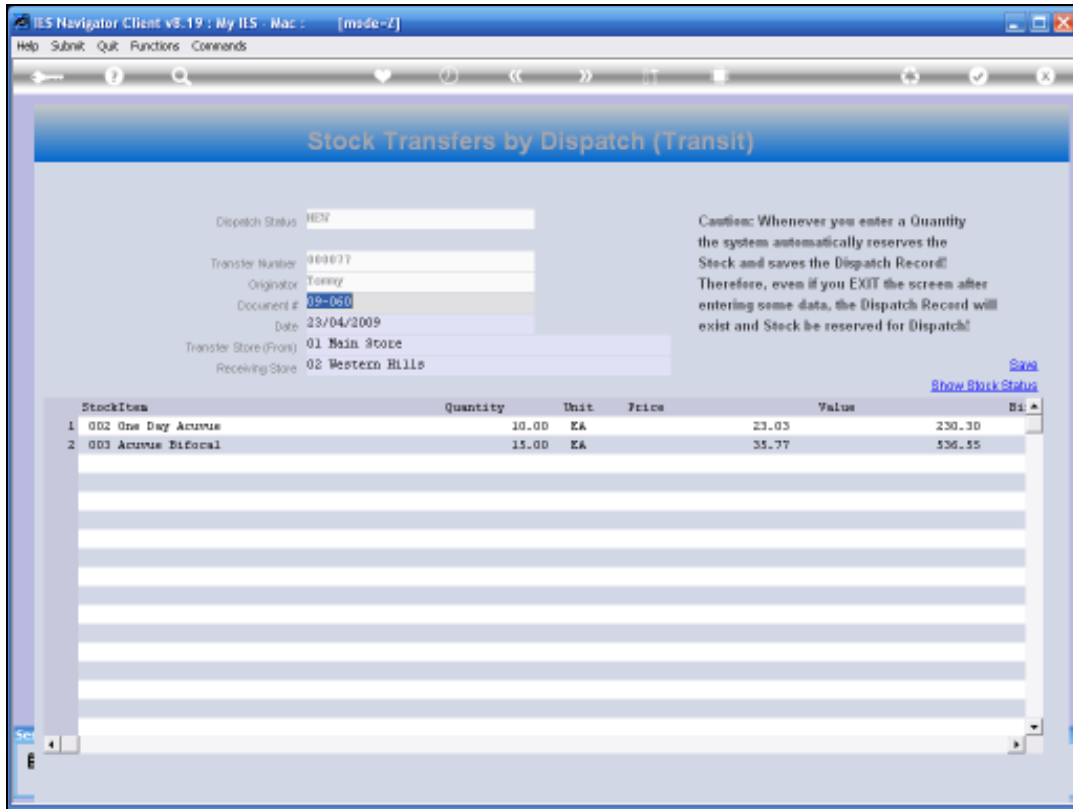 IES Navigator Client v8.19 : My IES - Mac : [mode=Z]
Help Submit Quit Functions Commands
Stock Transfers by Dispatch (Transit)
Dispatch Status NEW
Transfer Number 000077
Originator Tommy
Document # 09-060
Date 23/04/2009
Transfer Store (From) 01 Main Store
Receiving Store 02 Western Hills
Caution: Whenever you enter a Quantity
the system automatically reserves the
Stock and saves the Dispatch Record!
Therefore, even if you EXIT the screen after
entering some data, the Dispatch Record will
exist and Stock be reserved for Dispatch!
Save
Show Stock Status
StockItem Quantity Unit Price Value
1 002 One Day Acuvue 10.00 EA 23.03 230.30
2 003 Acuvue Bifocal 15.00 EA 35.77 536.55